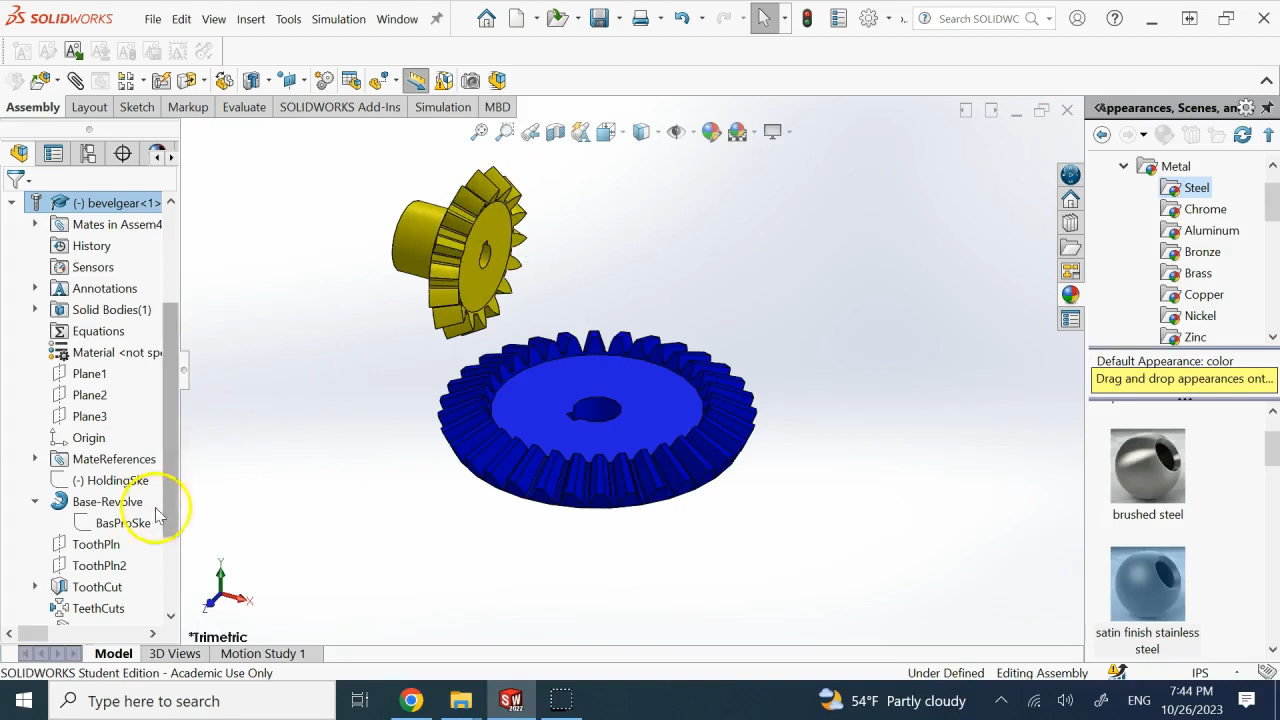 SOLIDWORKS File Edit View Insert Tools Simulation Window Search SOLIDWC
Assembly Layout Sketch Markup Evaluate SOLIDWORKS Add-Ins Simulation MBD
Appearances, Scenes, an
(-) bevelgear<1>
Mates in Assem4
History
Sensors
Annotations
Solid Bodies(1)
Equations
Material <not spe
Plane1
Plane2
Plane3
Origin
MateReferences
(-) HoldingSke
Base-Revolve
BasProSke
ToothPln
ToothPln2
ToothCut
TeethCuts
Y
X
Z
*Trimetric
Metal
Steel
Chrome
Aluminum
Bronze
Brass
Copper
Nickel
Zinc
Default Appearance: color
Drag and drop appearances ont...
brushed steel
satin finish stainless
steel
Model 3D Views Motion Study 1
SOLIDWORKS Student Edition - Academic Use Only Under Defined Editing Assembly IPS
Type here to search SW 2022 54°F Partly cloudy ENG 7:44 PM
10/26/2023